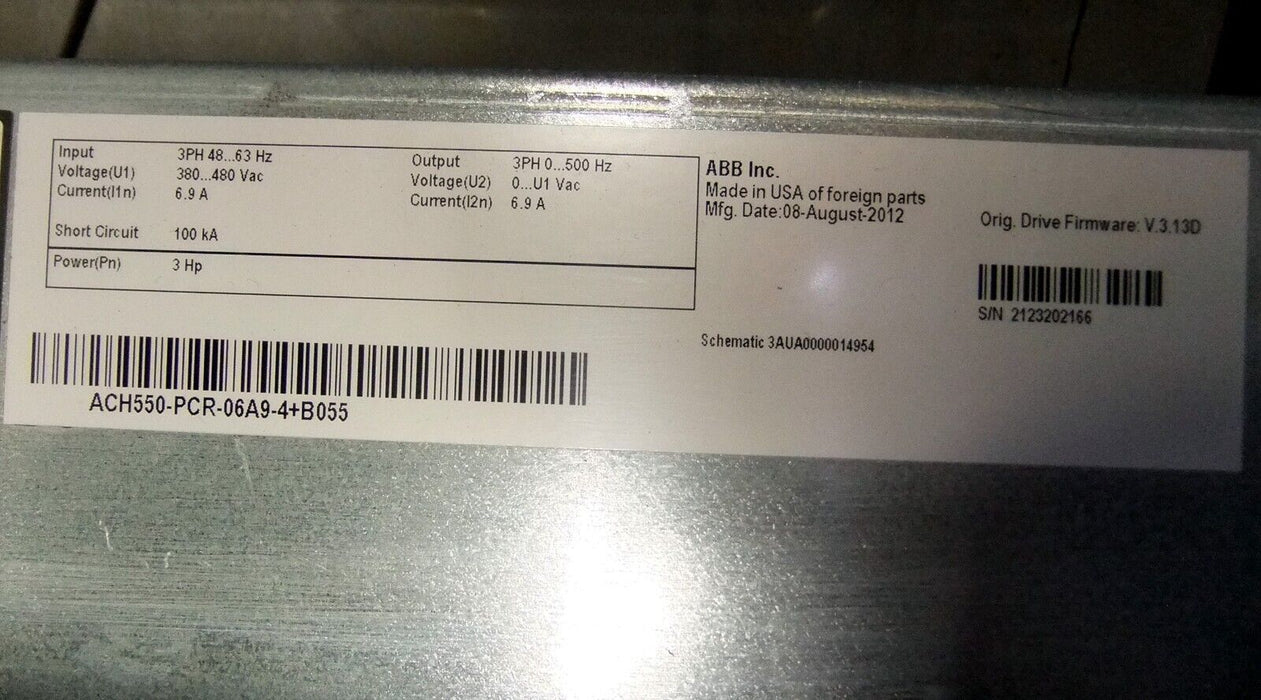 Input 3PH 48...63 Hz
Voltage(U1) 380...480 Vac
Current(I1n) 6.9 A
Short Circuit 100 kA
Power(Pn) 3 Hp
Output 3PH 0...500 Hz
Voltage(U2) 0...U1 Vac
Current(I2n) 6.9 A
ABB Inc.
Made in USA of foreign parts
Mfg. Date:08-August-2012
Orig. Drive Firmware: V.3.13D
S/N 2123202166
Schematic 3AUA0000014954
ACH550-PCR-06A9-4+B055